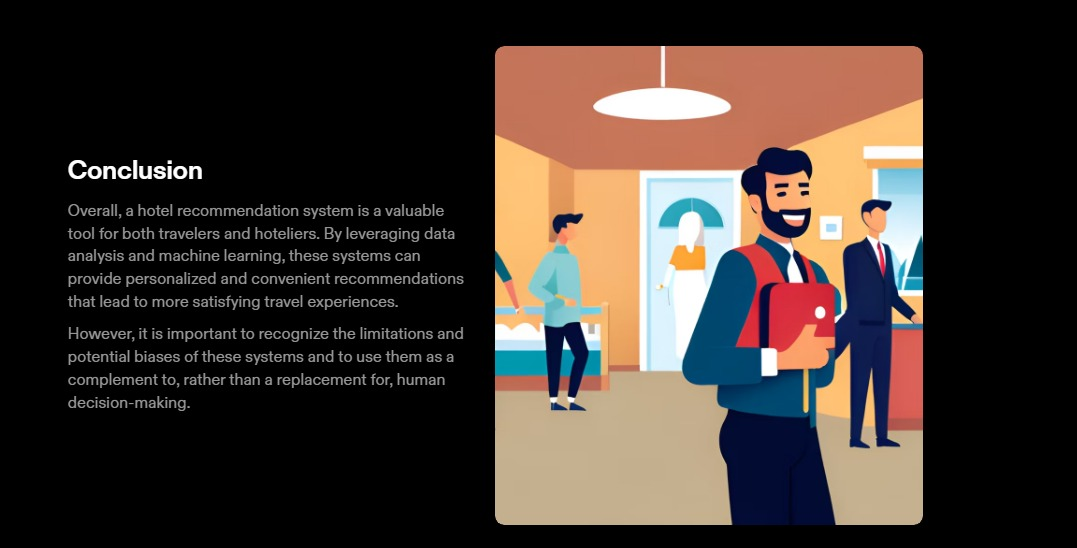 Conclusion
Overall, a hotel recommendation system is a valuable
tool for both travelers and hoteliers. By leveraging data
analysis and machine learning, these systems can
provide personalized and convenient recommendations
that lead to more satisfying travel experiences.
However, it is important to recognize the limitations and
potential biases of these systems and to use them as a
complement to, rather than a replacement for, human
decision-making.